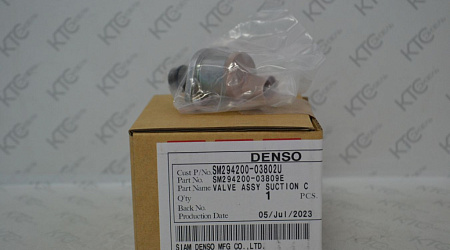 DENSO
Cust P/No. SM294200-03802U
Part No. SM294200-03809E
Part Name VALVE ASSY SUCTION C
Q'ty 1 PCS.
Back No.
Production Date 05/Jul/2023
SIAM DENSO MFG CO.,LTD.